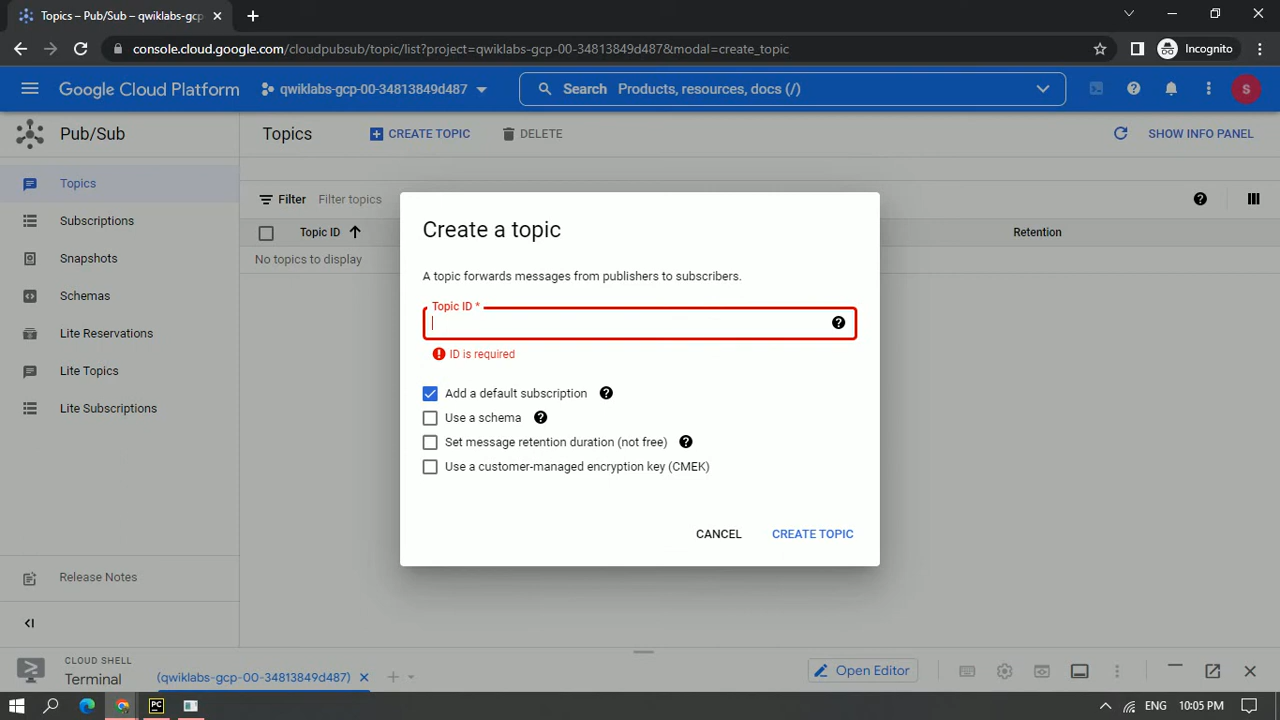 Topics – Pub/Sub – qwiklabs-gcp
console.cloud.google.com/cloudpubsub/topic/list?project=qwiklabs-gcp-00-34813849d487&modal=create_topic
Incognito
Google Cloud Platform
qwiklabs-gcp-00-34813849d487
Search Products, resources, docs (/)
S
Pub/Sub
Topics
CREATE TOPIC
DELETE
SHOW INFO PANEL
Topics
Subscriptions
Snapshots
Schemas
Lite Reservations
Lite Topics
Lite Subscriptions
Release Notes
Filter Filter topics
Topic ID
Retention
No topics to display
Create a topic
A topic forwards messages from publishers to subscribers.
Topic ID *
ID is required
Add a default subscription
Use a schema
Set message retention duration (not free)
Use a customer-managed encryption key (CMEK)
CANCEL
CREATE TOPIC
CLOUD SHELL
Terminal
(qwiklabs-gcp-00-34813849d487)
Open Editor
PC
ENG
10:05 PM